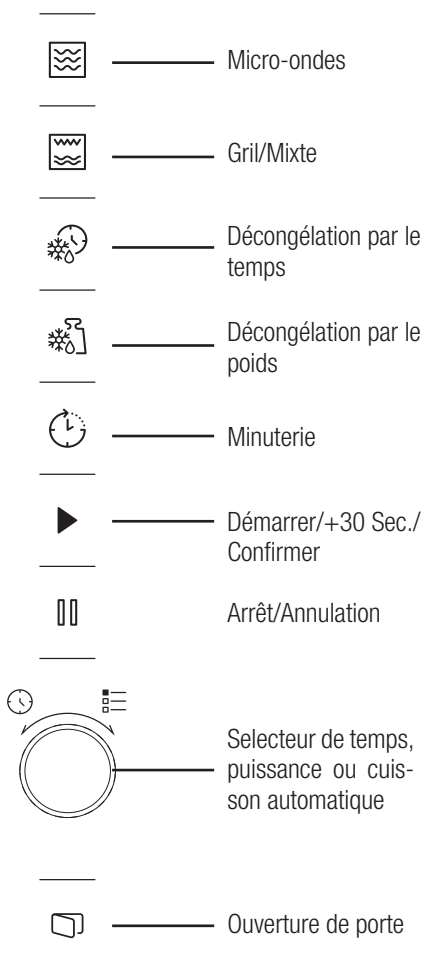 Micro-ondes
Gril/Mixte
Décongélation par le
temps
Décongélation par le
poids
Minuterie
Démarrer/+30 Sec./
Confirmer
Arrêt/Annulation
Selecteur de temps,
puissance ou cuis-
son automatique
Ouverture de porte